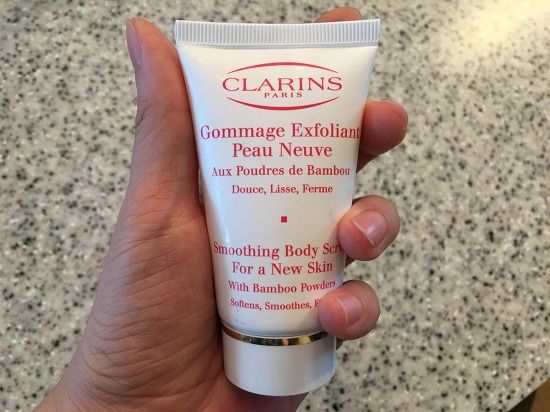 CLARINS
PARIS
Gommage Exfoliant
Peau Neuve
Aux Poudres de Bambou
Douce, Lisse, Ferme
Smoothing Body
For a New Skin
With Bamboo Powders
Softens, Smoothes,